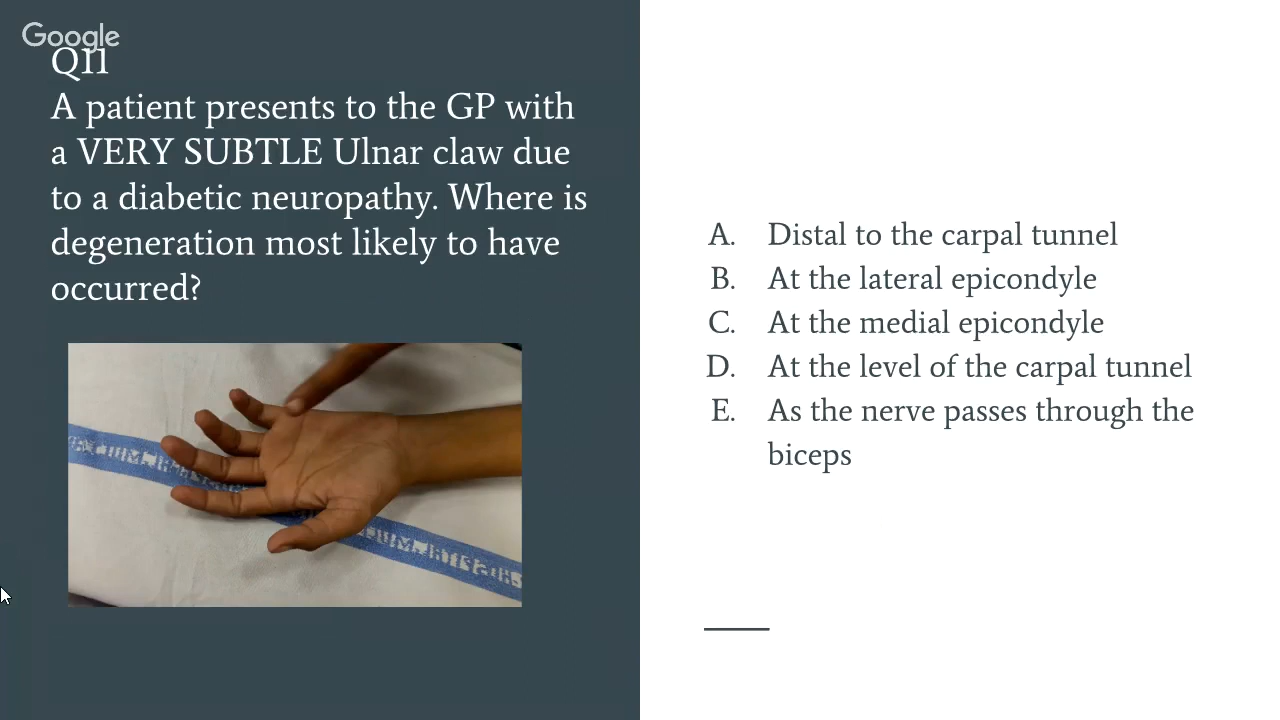 Google
Q11
A patient presents to the GP with
a VERY SUBTLE Ulnar claw due
to a diabetic neuropathy. Where is
degeneration most likely to have
occurred?
A. Distal to the carpal tunnel
B. At the lateral epicondyle
C. At the medial epicondyle
D. At the level of the carpal tunnel
E. As the nerve passes through the
biceps